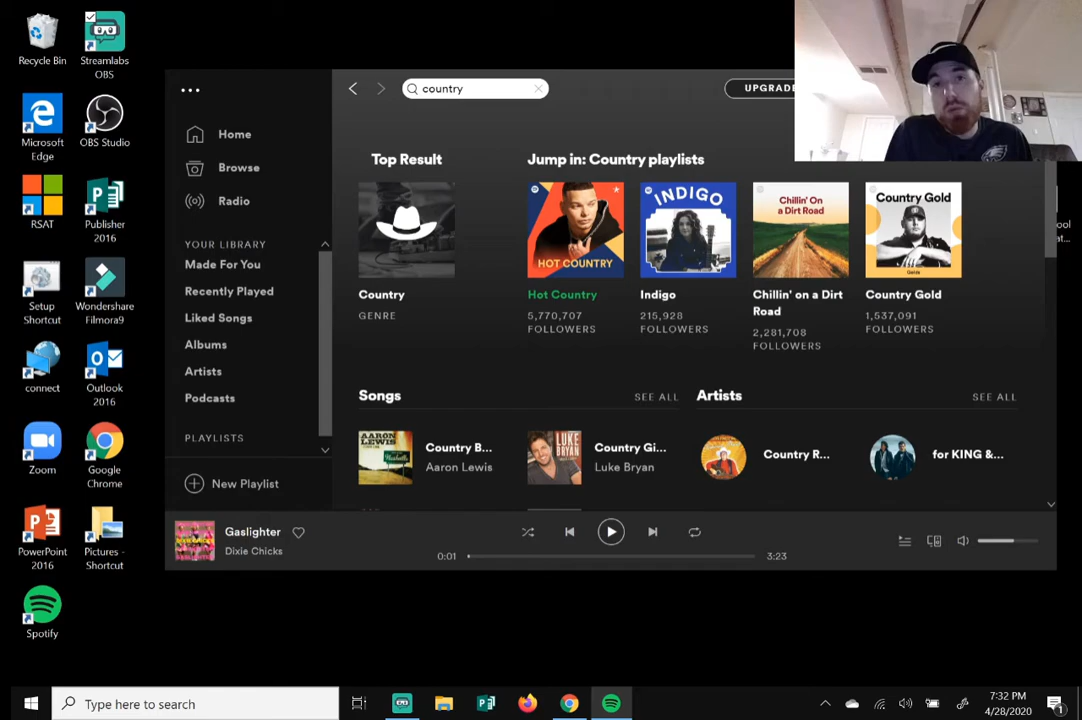 Recycle Bin
Streamlabs OBS
Microsoft Edge
OBS Studio
RSAT
Publisher 2016
Setup Shortcut
Wondershare Filmora9
connect
Outlook 2016
Zoom
Google Chrome
PowerPoint 2016
Pictures - Shortcut
Spotify
country
UPGRAD
Home
Browse
Radio
YOUR LIBRARY
Made For You
Recently Played
Liked Songs
Albums
Artists
Podcasts
PLAYLISTS
New Playlist
Top Result
Country
GENRE
Jump in: Country playlists
HOT COUNTRY
INDIGO
Chillin' On a Dirt Road
Country Gold
Hot Country
5,770,707 FOLLOWERS
Indigo
215,928 FOLLOWERS
Chillin' on a Dirt Road
2,281,708 FOLLOWERS
Country Gold
1,537,091 FOLLOWERS
Songs
SEE ALL
AARON LEWIS
Country B...
Aaron Lewis
LUKE BRYAN
Country Gi...
Luke Bryan
Artists
SEE ALL
Country R...
for KING &...
Gaslighter
Dixie Chicks
0:01
3:23
Type here to search
7:32 PM
4/28/2020